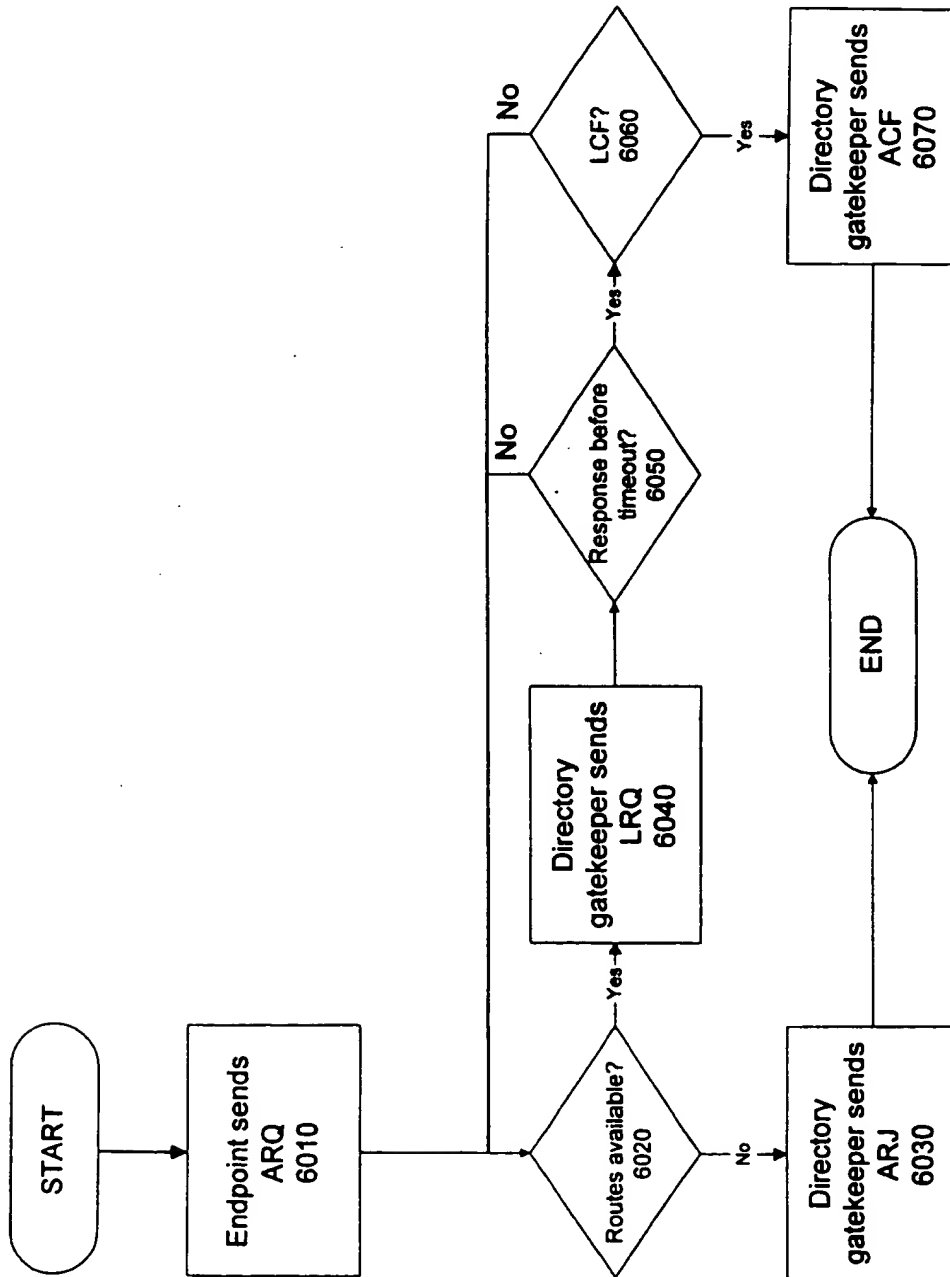 START
Endpoint sends
ARQ
6010
Routes available?
6020
No
Directory
gatekeeper sends
ARJ
6030
Yes
Directory
gatekeeper sends
LRQ
6040
Response before
timeout?
6050
No
Yes
LCF?
6060
No
Yes
Directory
gatekeeper sends
ACF
6070
END